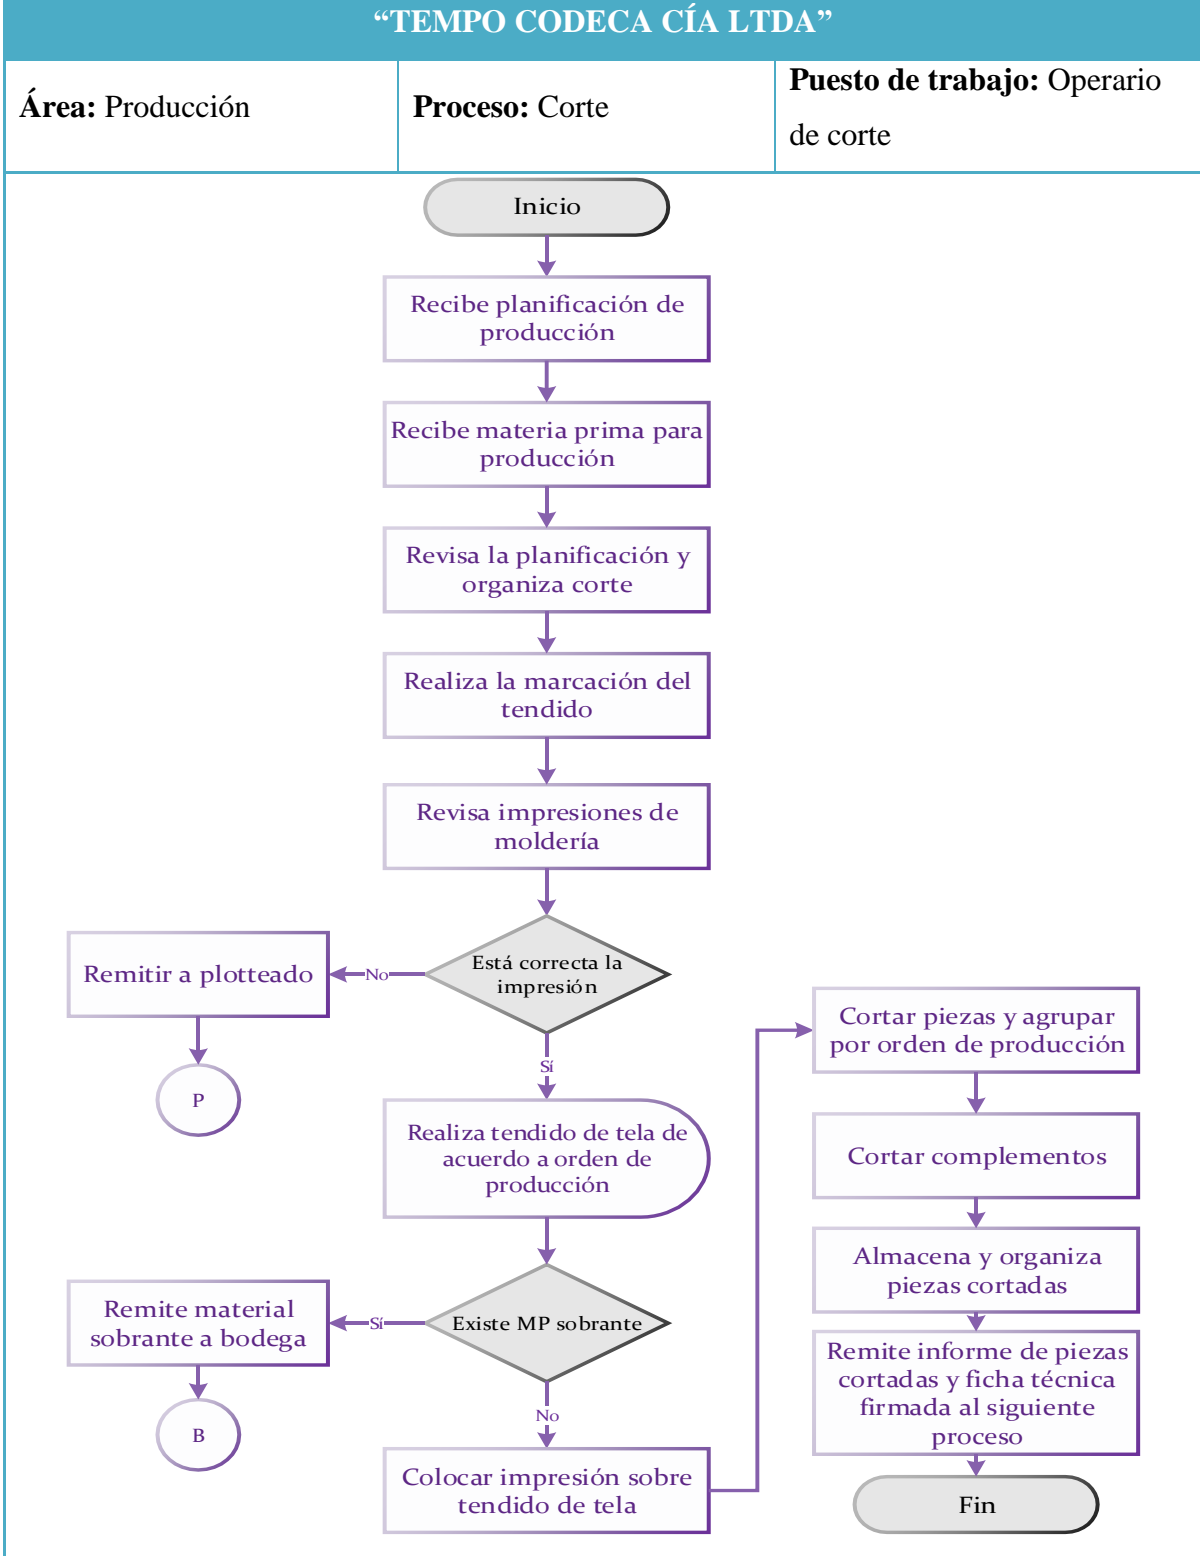 “TEMPO CODECA CÍA LTDA”
Área: Producción
Proceso: Corte
Puesto de trabajo: Operario
de corte
Inicio
Recibe planificación de
producción
Recibe materia prima para
producción
Revisa la planificación y
organiza corte
Realiza la marcación del
tendido
Revisa impresiones de
moldería
Está correcta la
impresión
No
Remitir a plotteado
P
Sí
Realiza tendido de tela de
acuerdo a orden de
producción
Existe MP sobrante
Sí
Remite material
sobrante a bodega
B
No
Colocar impresión sobre
tendido de tela
Cortar piezas y agrupar
por orden de producción
Cortar complementos
Almacena y organiza
piezas cortadas
Remite informe de piezas
cortadas y ficha técnica
firmada al siguiente
proceso
Fin